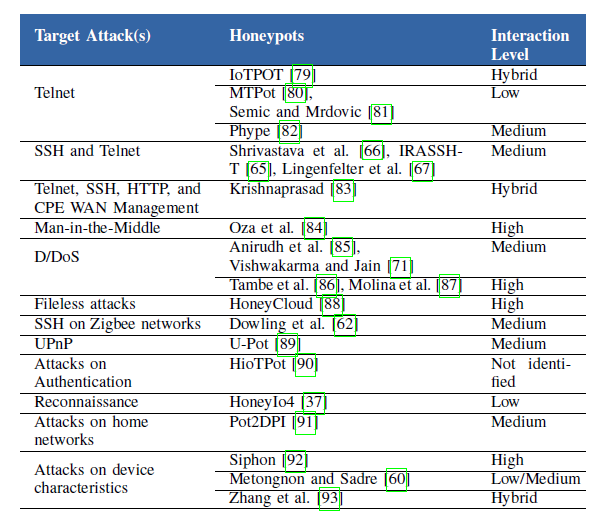 Target Attack(s) Honeypots Interaction
Level
IoTPOT [79] Hybrid
Telnet MTPot [80], Low
Semic and Mrdovic [81]
Phype [82] Medium
SSH and Telnet Shrivastava et al. [66], IRASSH- Medium
T [65], Lingenfelter et al. [67]
Telnet, SSH, HTTP, and Krishnaprasad [83] Hybrid
CPE WAN Management
Man-in-the-Middle Oza et al. [84] High
D/DoS Anirudh et al. [85], Medium
Vishwakarma and Jain [71]
Tambe et al. [86], Molina et al. [87] High
Fileless attacks HoneyCloud [88] High
SSH on Zigbee networks Dowling et al. [62] Medium
UPnP U-Pot [89] Medium
Attacks on HioTPot [90] Not identi-
Authentication fied
Reconnaissance HoneyIo4 [37] Low
Attacks on home Pot2DPI [91] Medium
networks
Siphon [92] High
Attacks on device Metongnon and Sadre [60] Low/Medium
characteristics Zhang et al. [93] Hybrid